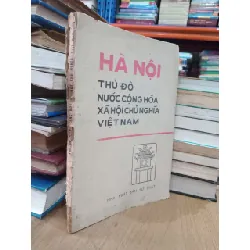 HÀ NỘI
THỦ ĐÔ
NƯỚC CỘNG HÒA
XÃ HỘI CHỦ NGHĨA
VIỆT NAM